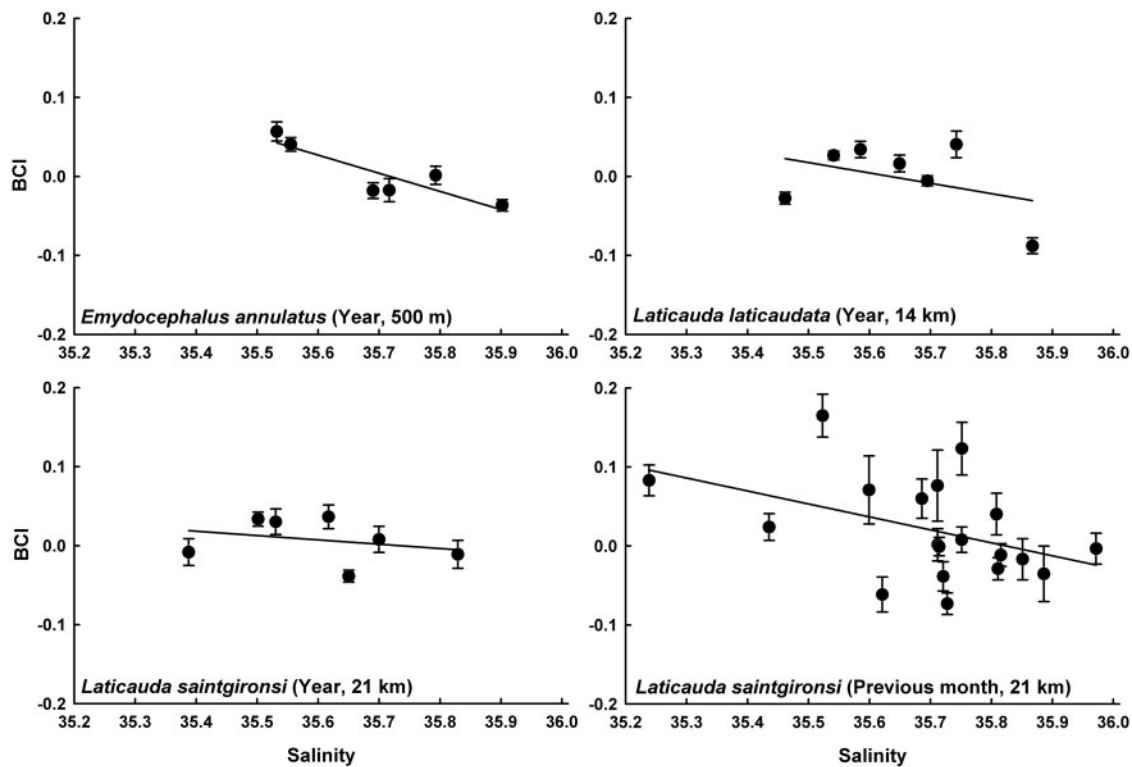 0.2
0.1
0.0
-0.1
-0.2
BCI
Emydocephalus annulatus (Year, 500 m)
35.2 35.3 35.4 35.5 35.6 35.7 35.8 35.9 36.0
0.2
0.1
0.0
-0.1
-0.2
Laticauda laticaudata (Year, 14 km)
35.2 35.3 35.4 35.5 35.6 35.7 35.8 35.9 36.0
0.2
0.1
0.0
-0.1
-0.2
BCI
Laticauda saintgironsi (Year, 21 km)
35.2 35.3 35.4 35.5 35.6 35.7 35.8 35.9 36.0
Salinity
0.2
0.1
0.0
-0.1
-0.2
Laticauda saintgironsi (Previous month, 21 km)
35.2 35.3 35.4 35.5 35.6 35.7 35.8 35.9 36.0
Salinity